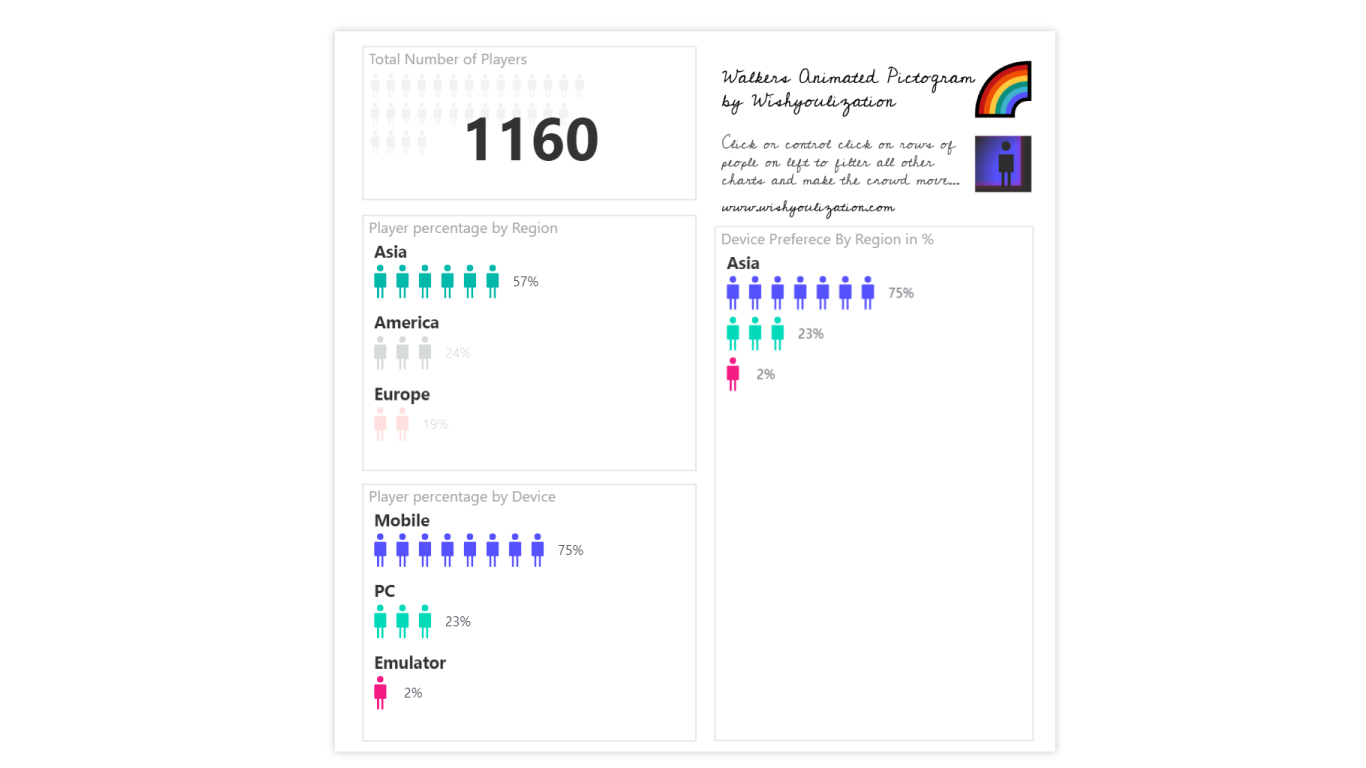 Total Number of Players
1160
Walkers Animated Pictogram
by Wishyoulization
Click or control click on rows of
people on left to filter all other
charts and make the crowd move...
www.wishyoulization.com
Player percentage by Region
Asia
57%
America
24%
Europe
19%
Player percentage by Device
Mobile
75%
PC
23%
Emulator
2%
Device Preferece By Region in %
Asia
75%
23%
2%